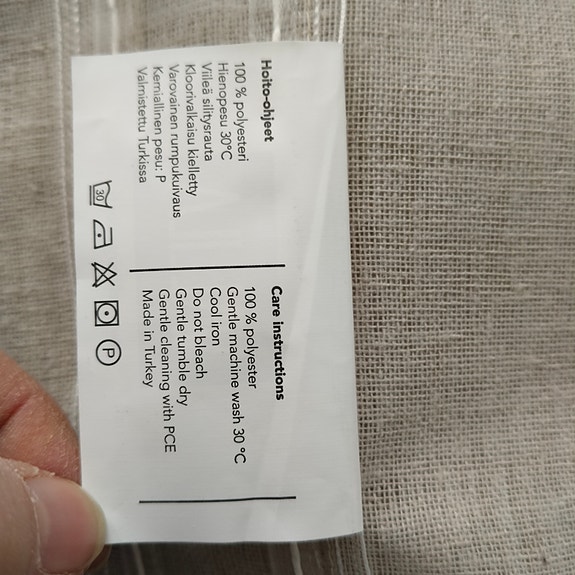 Hoito-ohjeet
100 % polyesteri
Hienopesu 30°C
Viileä silitysrauta
Kloorivalkaisu kielletty
Varovainen rumpukuivaus
Kemiallinen pesu: P
Valmistettu Turkissa
Care instructions
100 % polyester
Gentle machine wash 30 °C
Cool iron
Do not bleach
Gentle tumble dry
Gentle cleaning with PCE
Made in Turkey
30
P